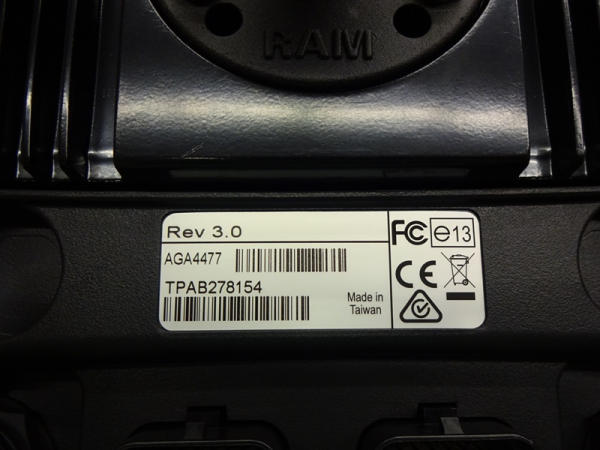 RAM
Rev 3.0
FC e13
AGA4477
CE
TPAB278154
Made in
Taiwan